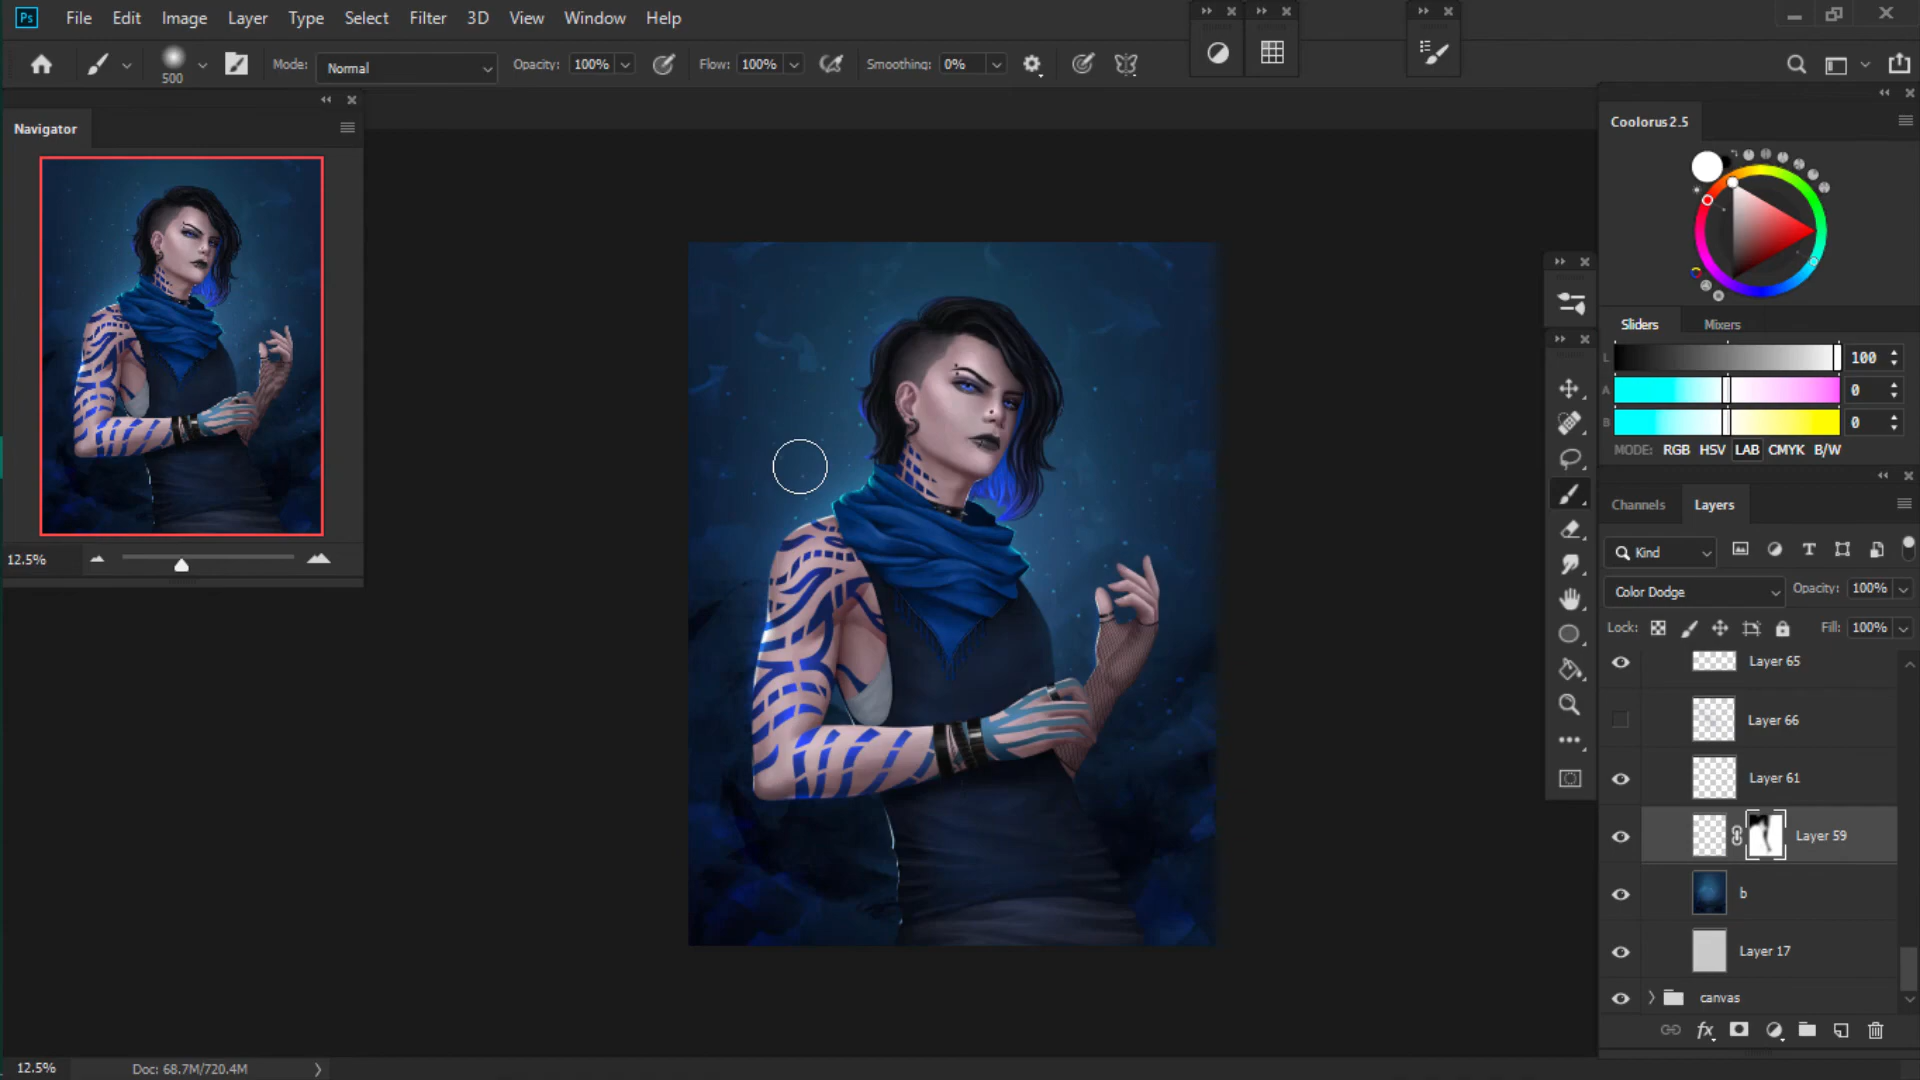 Ps File Edit Image Layer Type Select Filter 3D View Window Help
500 Mode: Normal Opacity: 100% Flow: 100% Smoothing: 0%
Navigator
12.5%
Coolorus 2.5
Sliders Mixers
L 100
A 0
B 0
MODE: RGB HSV LAB CMYK B/W
Channels Layers
Kind
Color Dodge Opacity: 100%
Lock: Fill: 100%
Layer 65
Layer 66
Layer 61
Layer 59
b
Layer 17
canvas
fx
12.5% Doc: 68.7M/720.4M